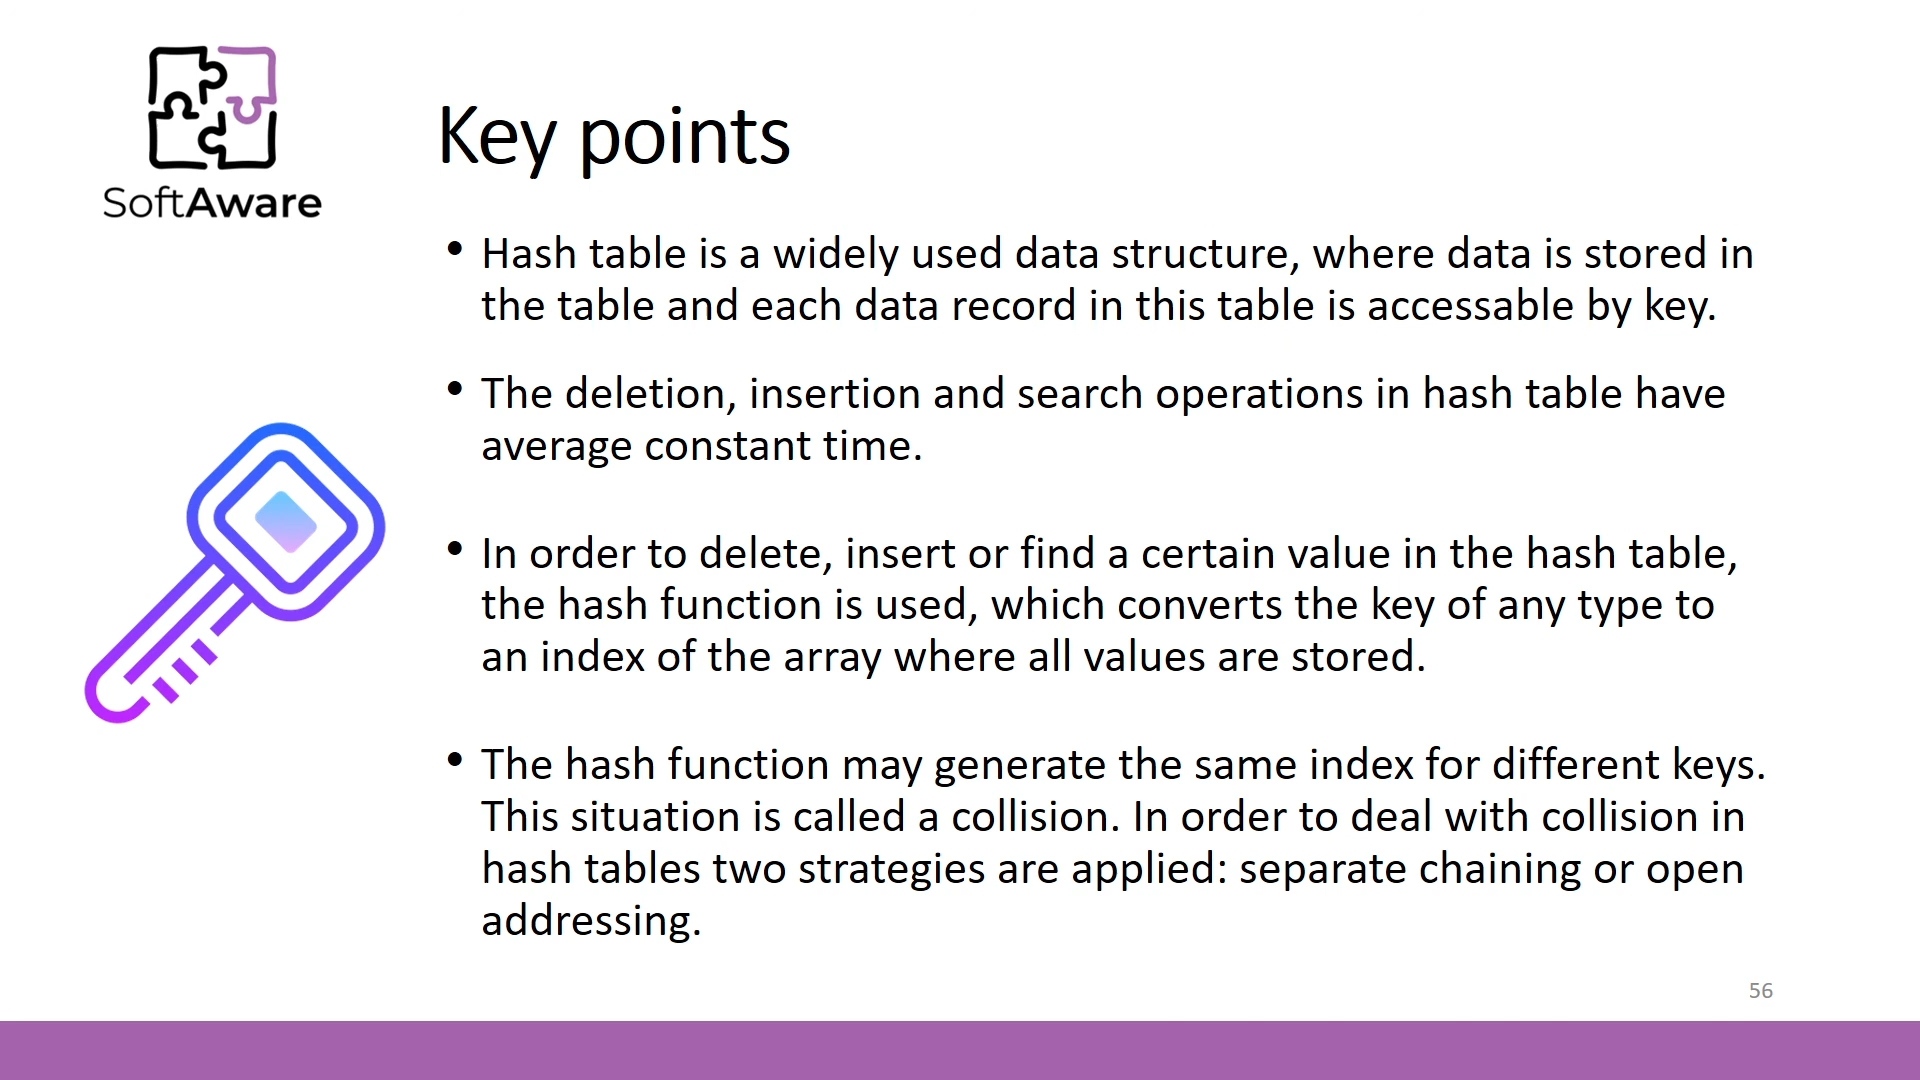 SoftAware
Key points
• Hash table is a widely used data structure, where data is stored in
the table and each data record in this table is accessable by key.
• The deletion, insertion and search operations in hash table have
average constant time.
• In order to delete, insert or find a certain value in the hash table,
the hash function is used, which converts the key of any type to
an index of the array where all values are stored.
• The hash function may generate the same index for different keys.
This situation is called a collision. In order to deal with collision in
hash tables two strategies are applied: separate chaining or open
addressing.
56